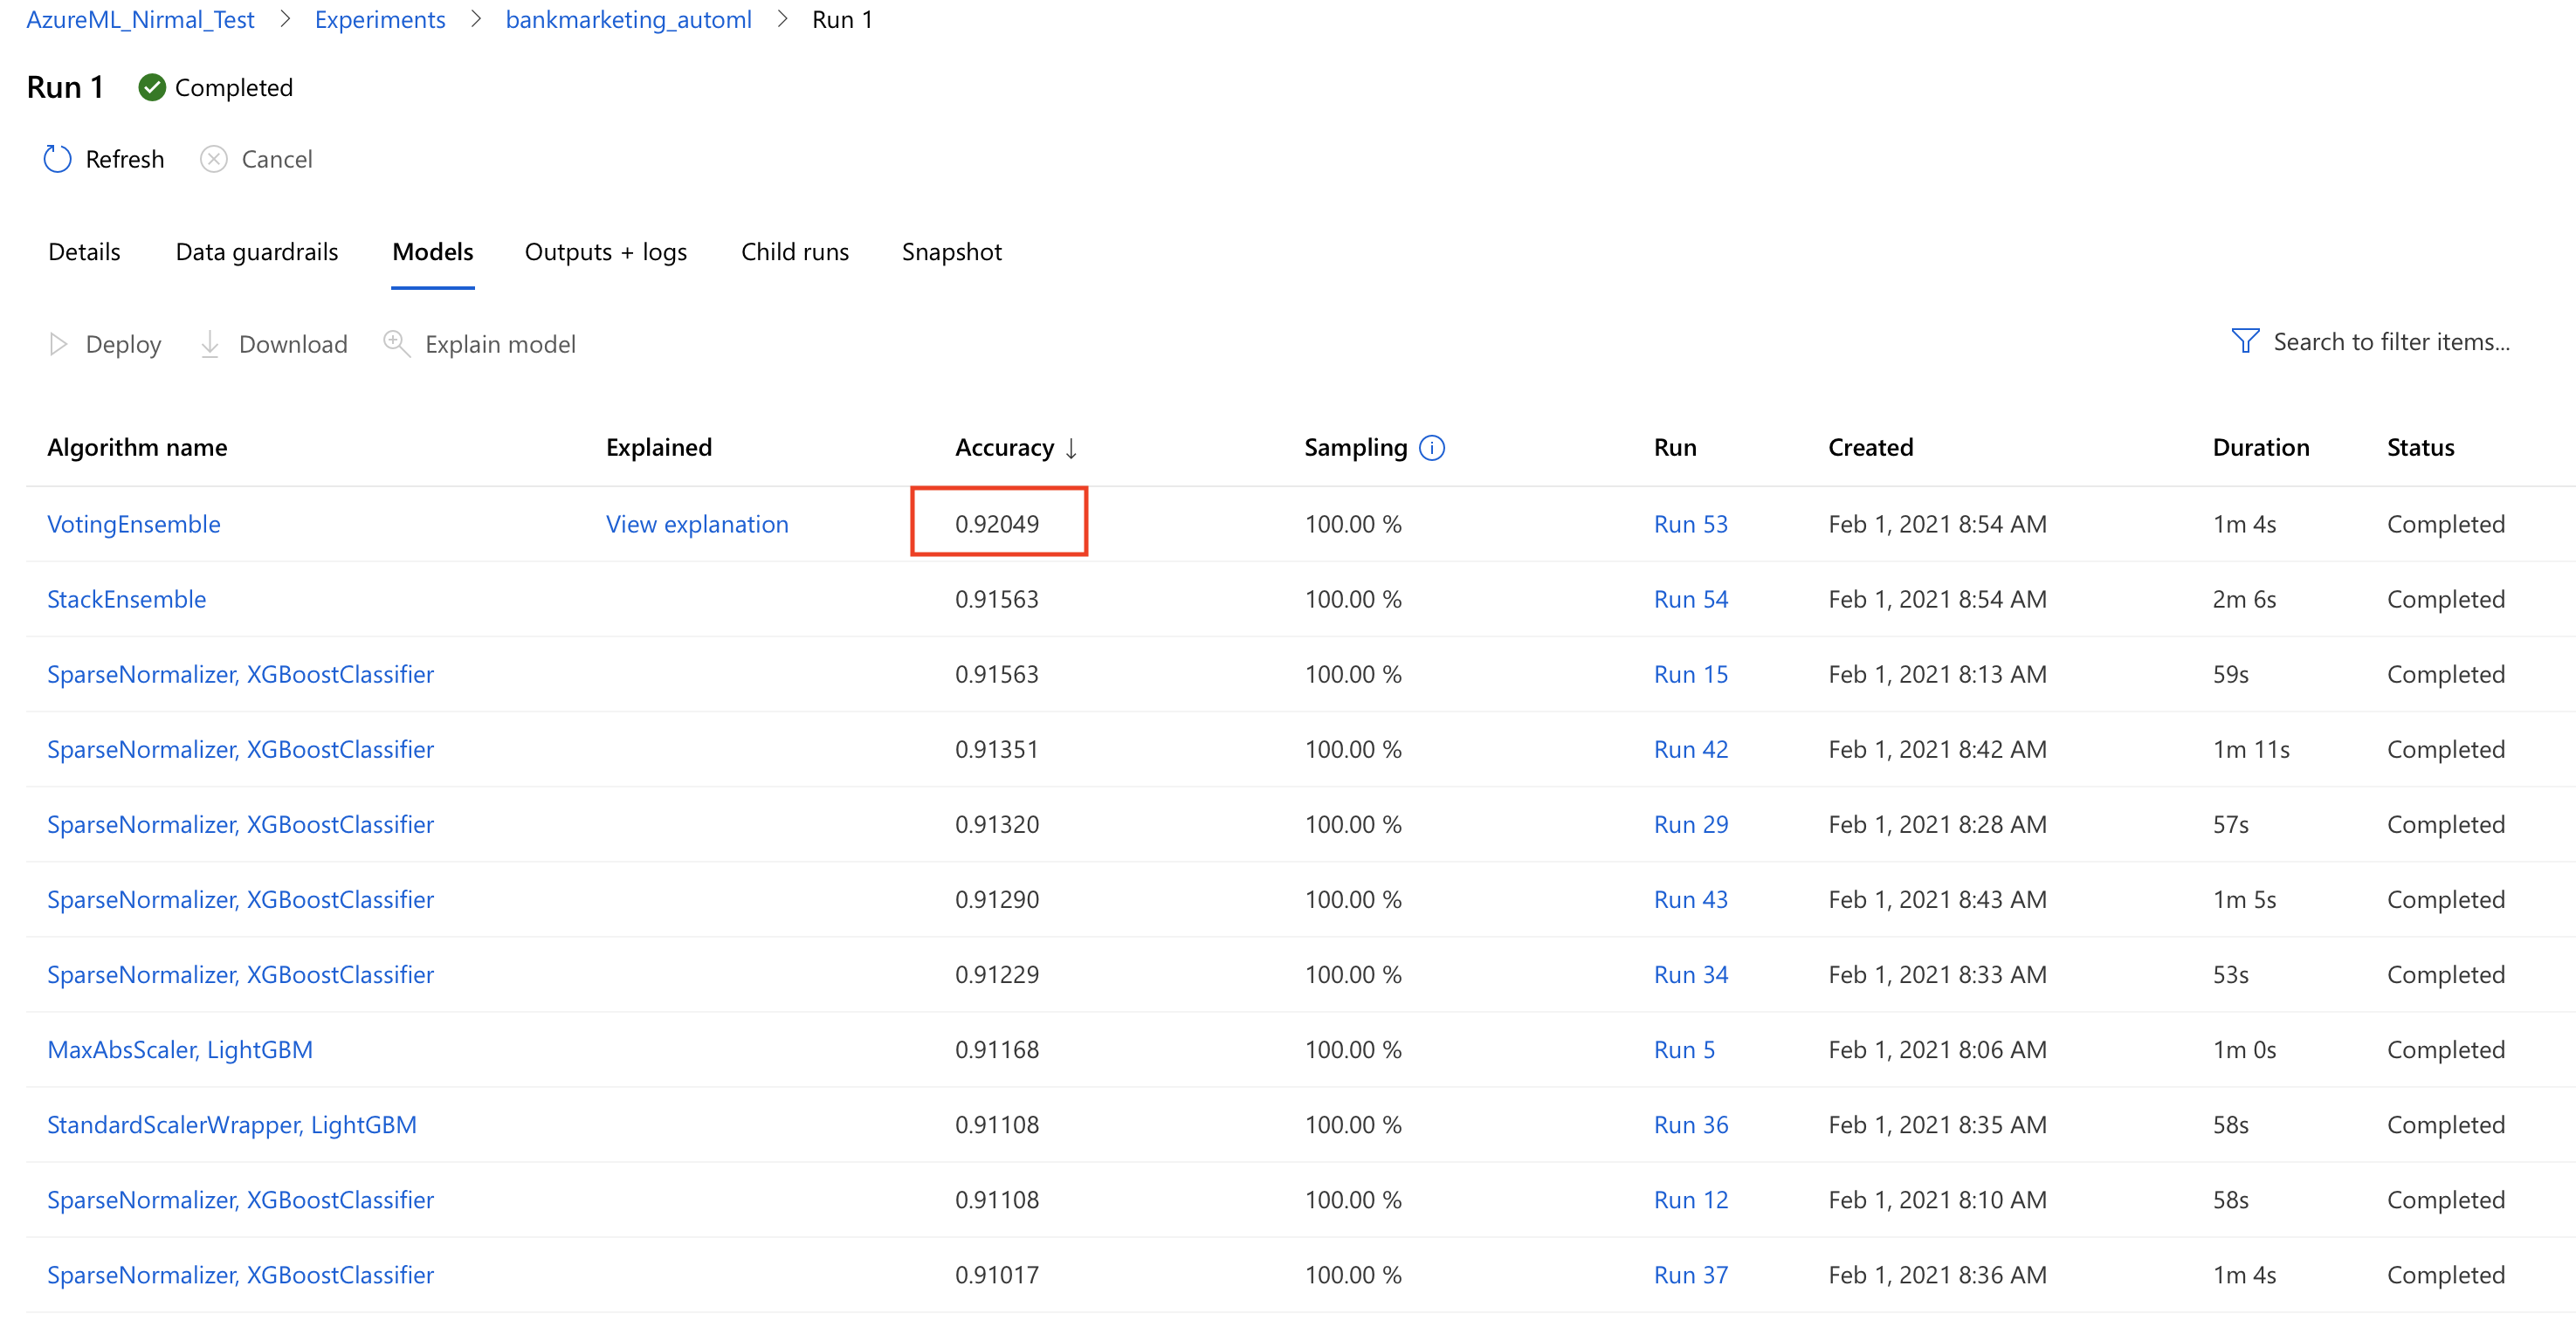 AzureML_Nirmal_Test > Experiments > bankmarketing_automl > Run 1
Run 1 Completed
Refresh Cancel
Details Data guardrails Models Outputs + logs Child runs Snapshot
Deploy Download Explain model Search to filter items...
Algorithm name Explained Accuracy ↓ Sampling i Run Created Duration Status
VotingEnsemble View explanation 0.92049 100.00 % Run 53 Feb 1, 2021 8:54 AM 1m 4s Completed
StackEnsemble 0.91563 100.00 % Run 54 Feb 1, 2021 8:54 AM 2m 6s Completed
SparseNormalizer, XGBoostClassifier 0.91563 100.00 % Run 15 Feb 1, 2021 8:13 AM 59s Completed
SparseNormalizer, XGBoostClassifier 0.91351 100.00 % Run 42 Feb 1, 2021 8:42 AM 1m 11s Completed
SparseNormalizer, XGBoostClassifier 0.91320 100.00 % Run 29 Feb 1, 2021 8:28 AM 57s Completed
SparseNormalizer, XGBoostClassifier 0.91290 100.00 % Run 43 Feb 1, 2021 8:43 AM 1m 5s Completed
SparseNormalizer, XGBoostClassifier 0.91229 100.00 % Run 34 Feb 1, 2021 8:33 AM 53s Completed
MaxAbsScaler, LightGBM 0.91168 100.00 % Run 5 Feb 1, 2021 8:06 AM 1m 0s Completed
StandardScalerWrapper, LightGBM 0.91108 100.00 % Run 36 Feb 1, 2021 8:35 AM 58s Completed
SparseNormalizer, XGBoostClassifier 0.91108 100.00 % Run 12 Feb 1, 2021 8:10 AM 58s Completed
SparseNormalizer, XGBoostClassifier 0.91017 100.00 % Run 37 Feb 1, 2021 8:36 AM 1m 4s Completed